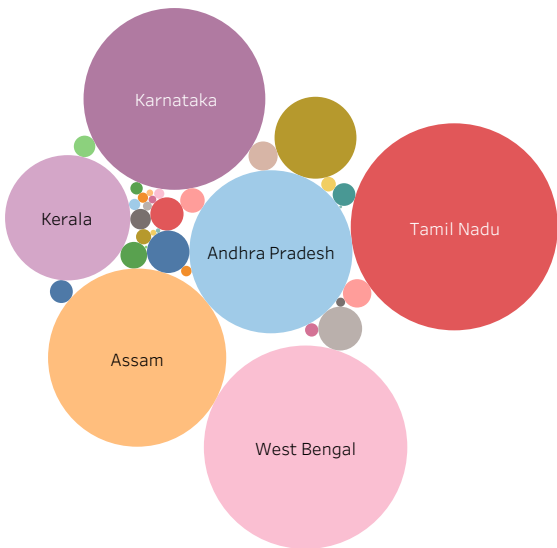 Karnataka
Kerala
Tamil Nadu
Andhra Pradesh
Assam
West Bengal